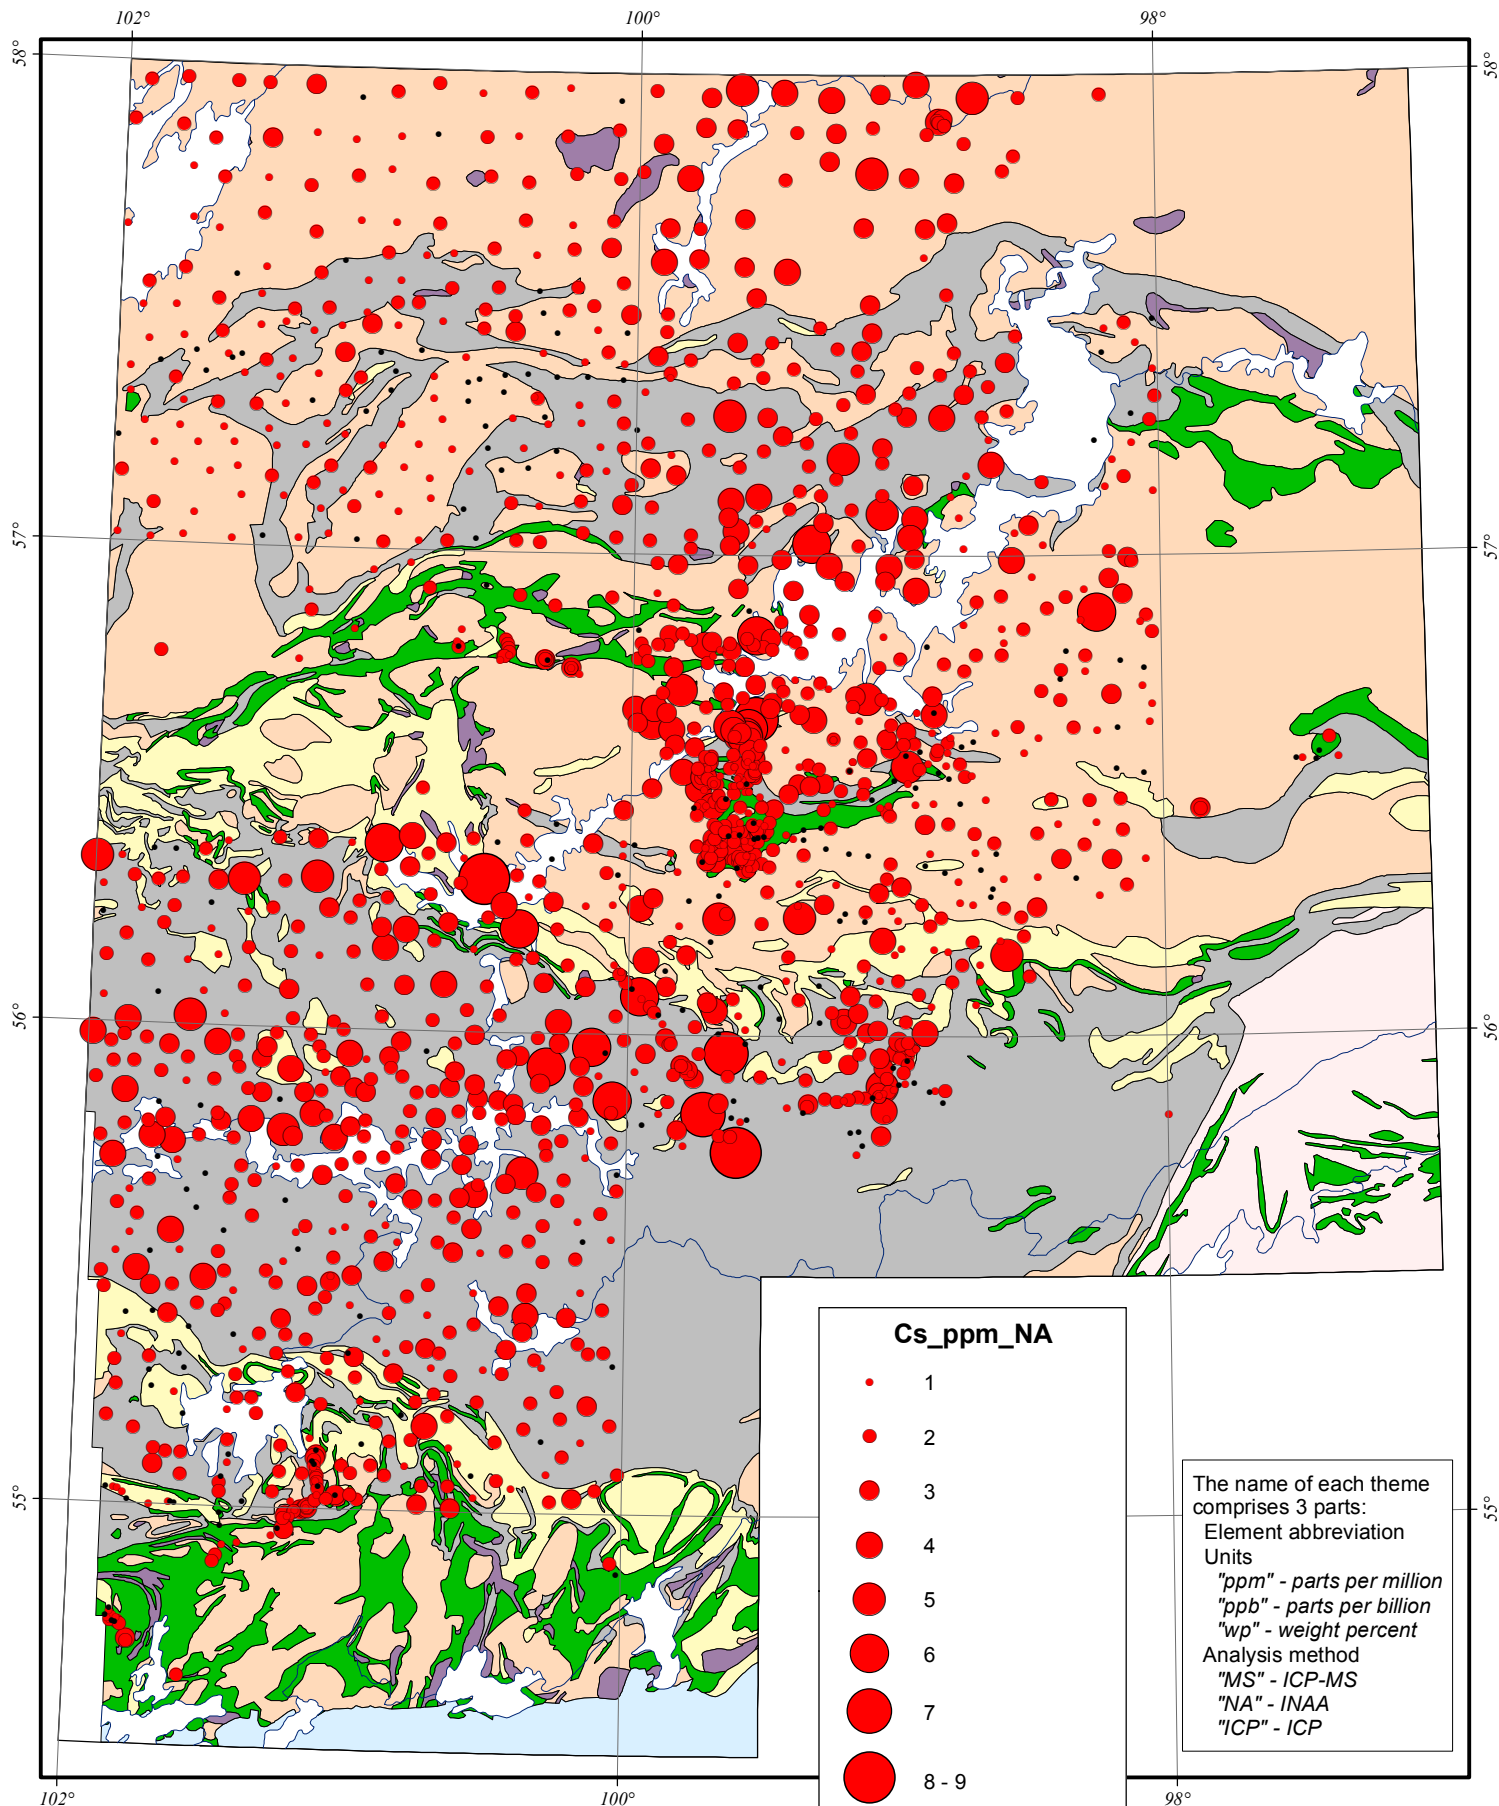 102°
100°
98°
58°
58°
57°
57°
56°
56°
55°
55°
Cs_ppm_NA
1
2
3
4
5
6
7
8 - 9
The name of each theme
comprises 3 parts:
Element abbreviation
Units
"ppm" - parts per million
"ppb" - parts per billion
"wp" - weight percent
Analysis method
"MS" - ICP-MS
"NA" - INAA
"ICP" - ICP
102°
100°
98°